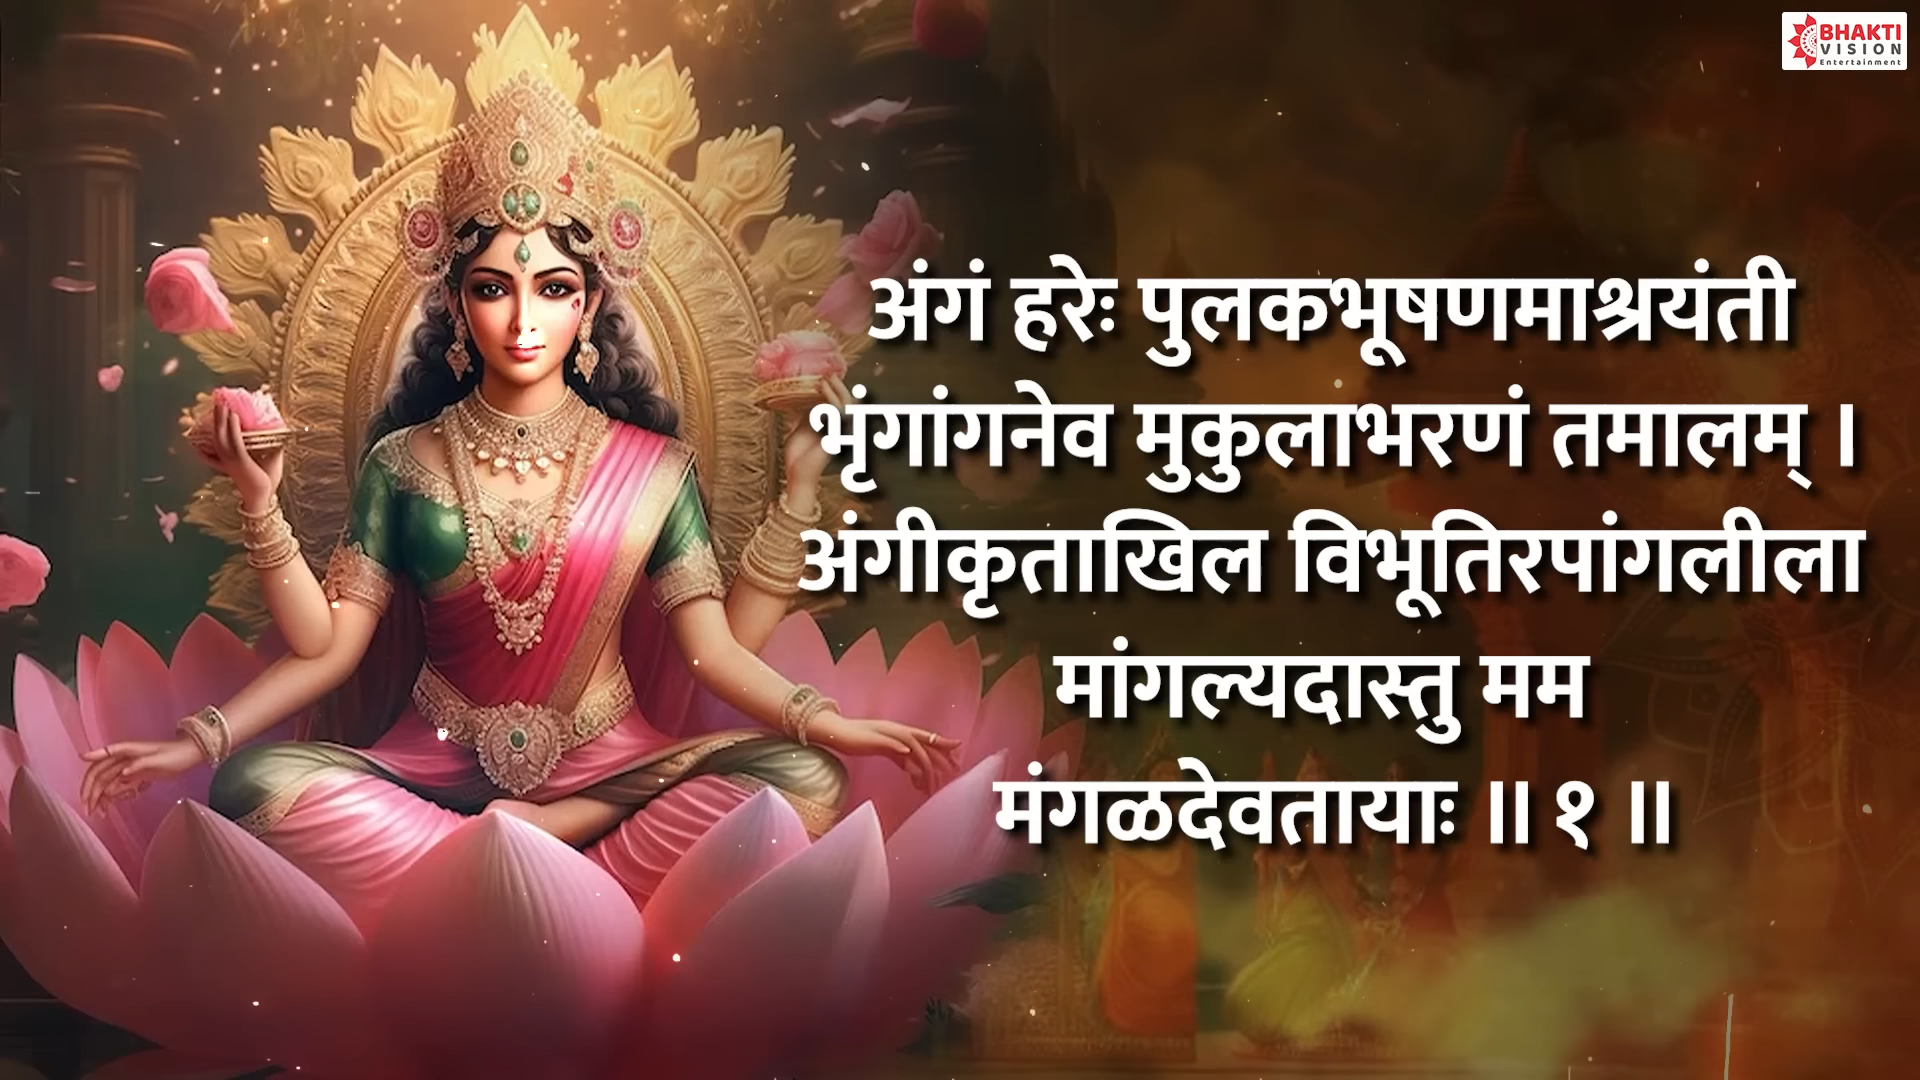 BHAKTI
VISION
Entertainment
अंगं हरेः पुलकभूषणमाश्रयंती
भृंगांगनेव मुकुलाभरणं तमालम् ।
अंगीकृताखिल विभूतिरपांगलीला
मांगल्यदास्तु मम
मंगळदेवतायाः ॥ १ ॥